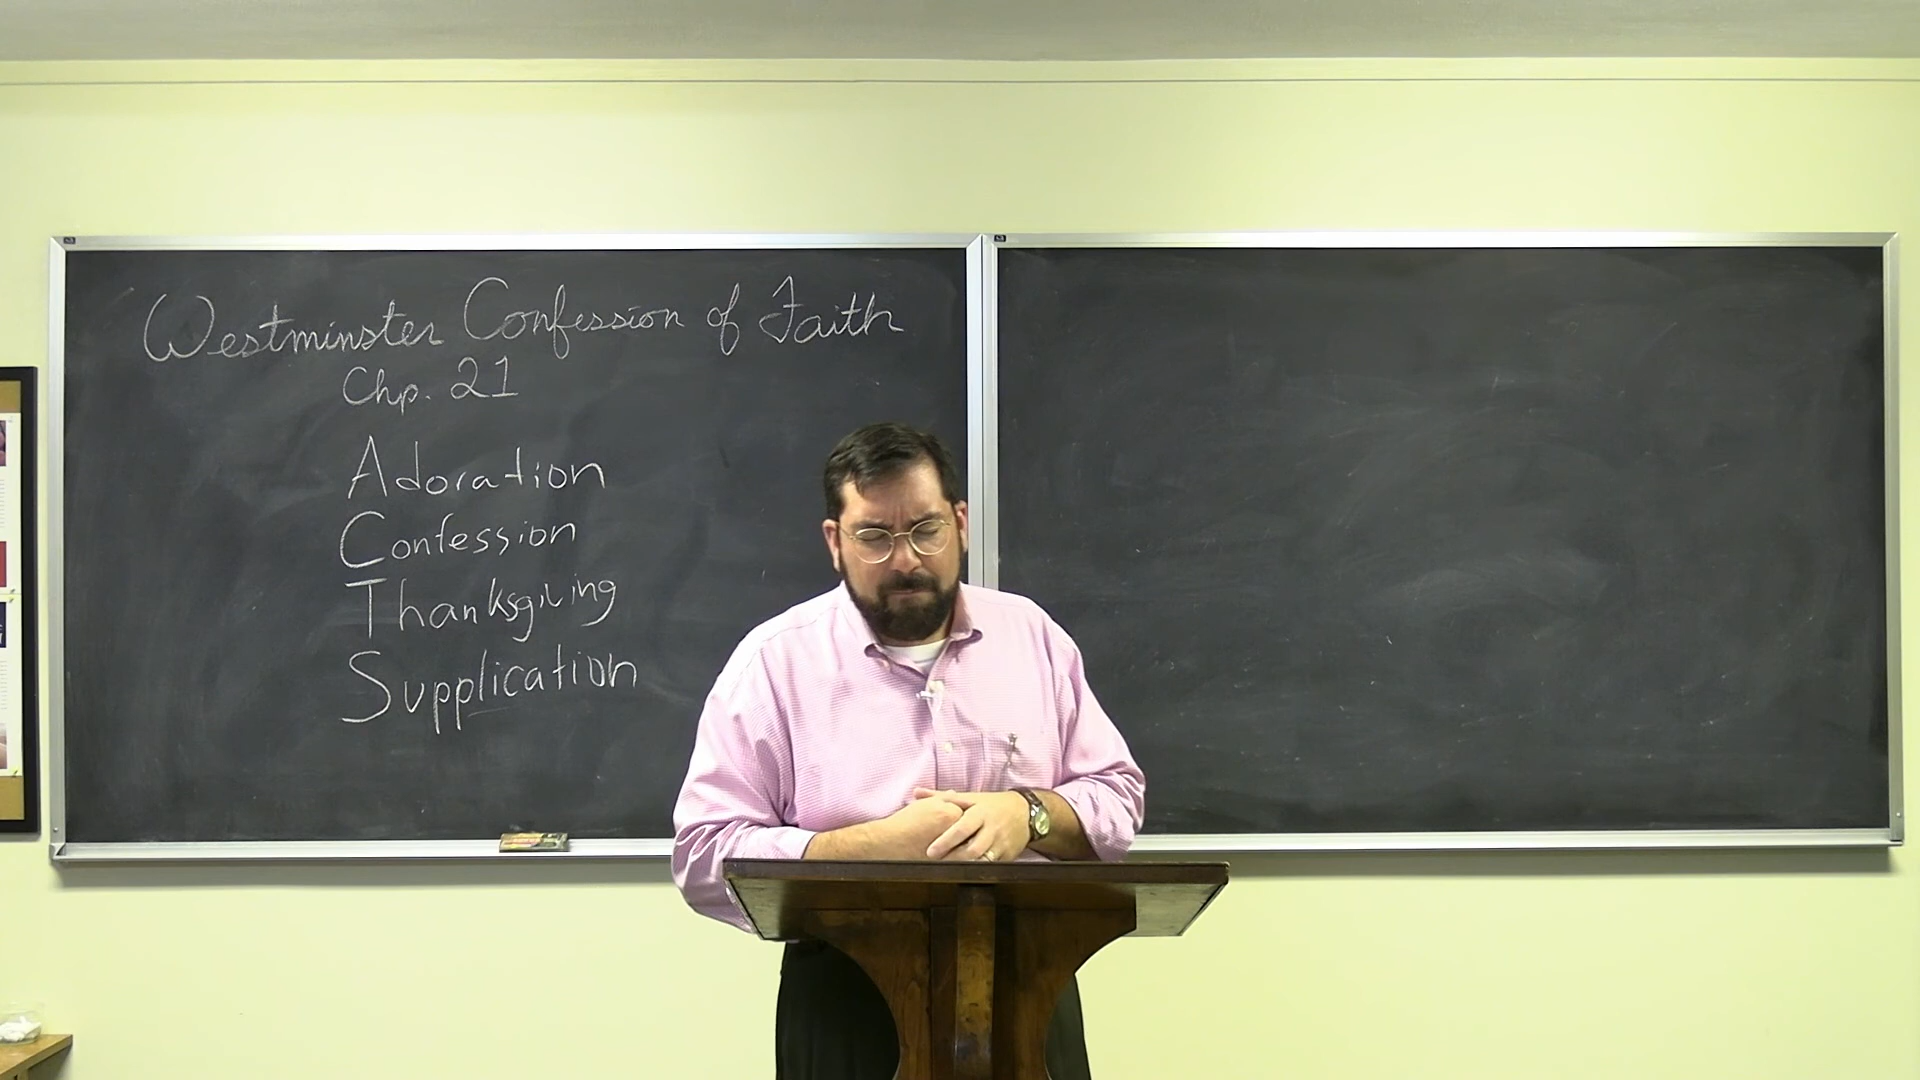 Westminster Confession of Faith
Chp. 21
Adoration
Confession
Thanksgiving
Supplication